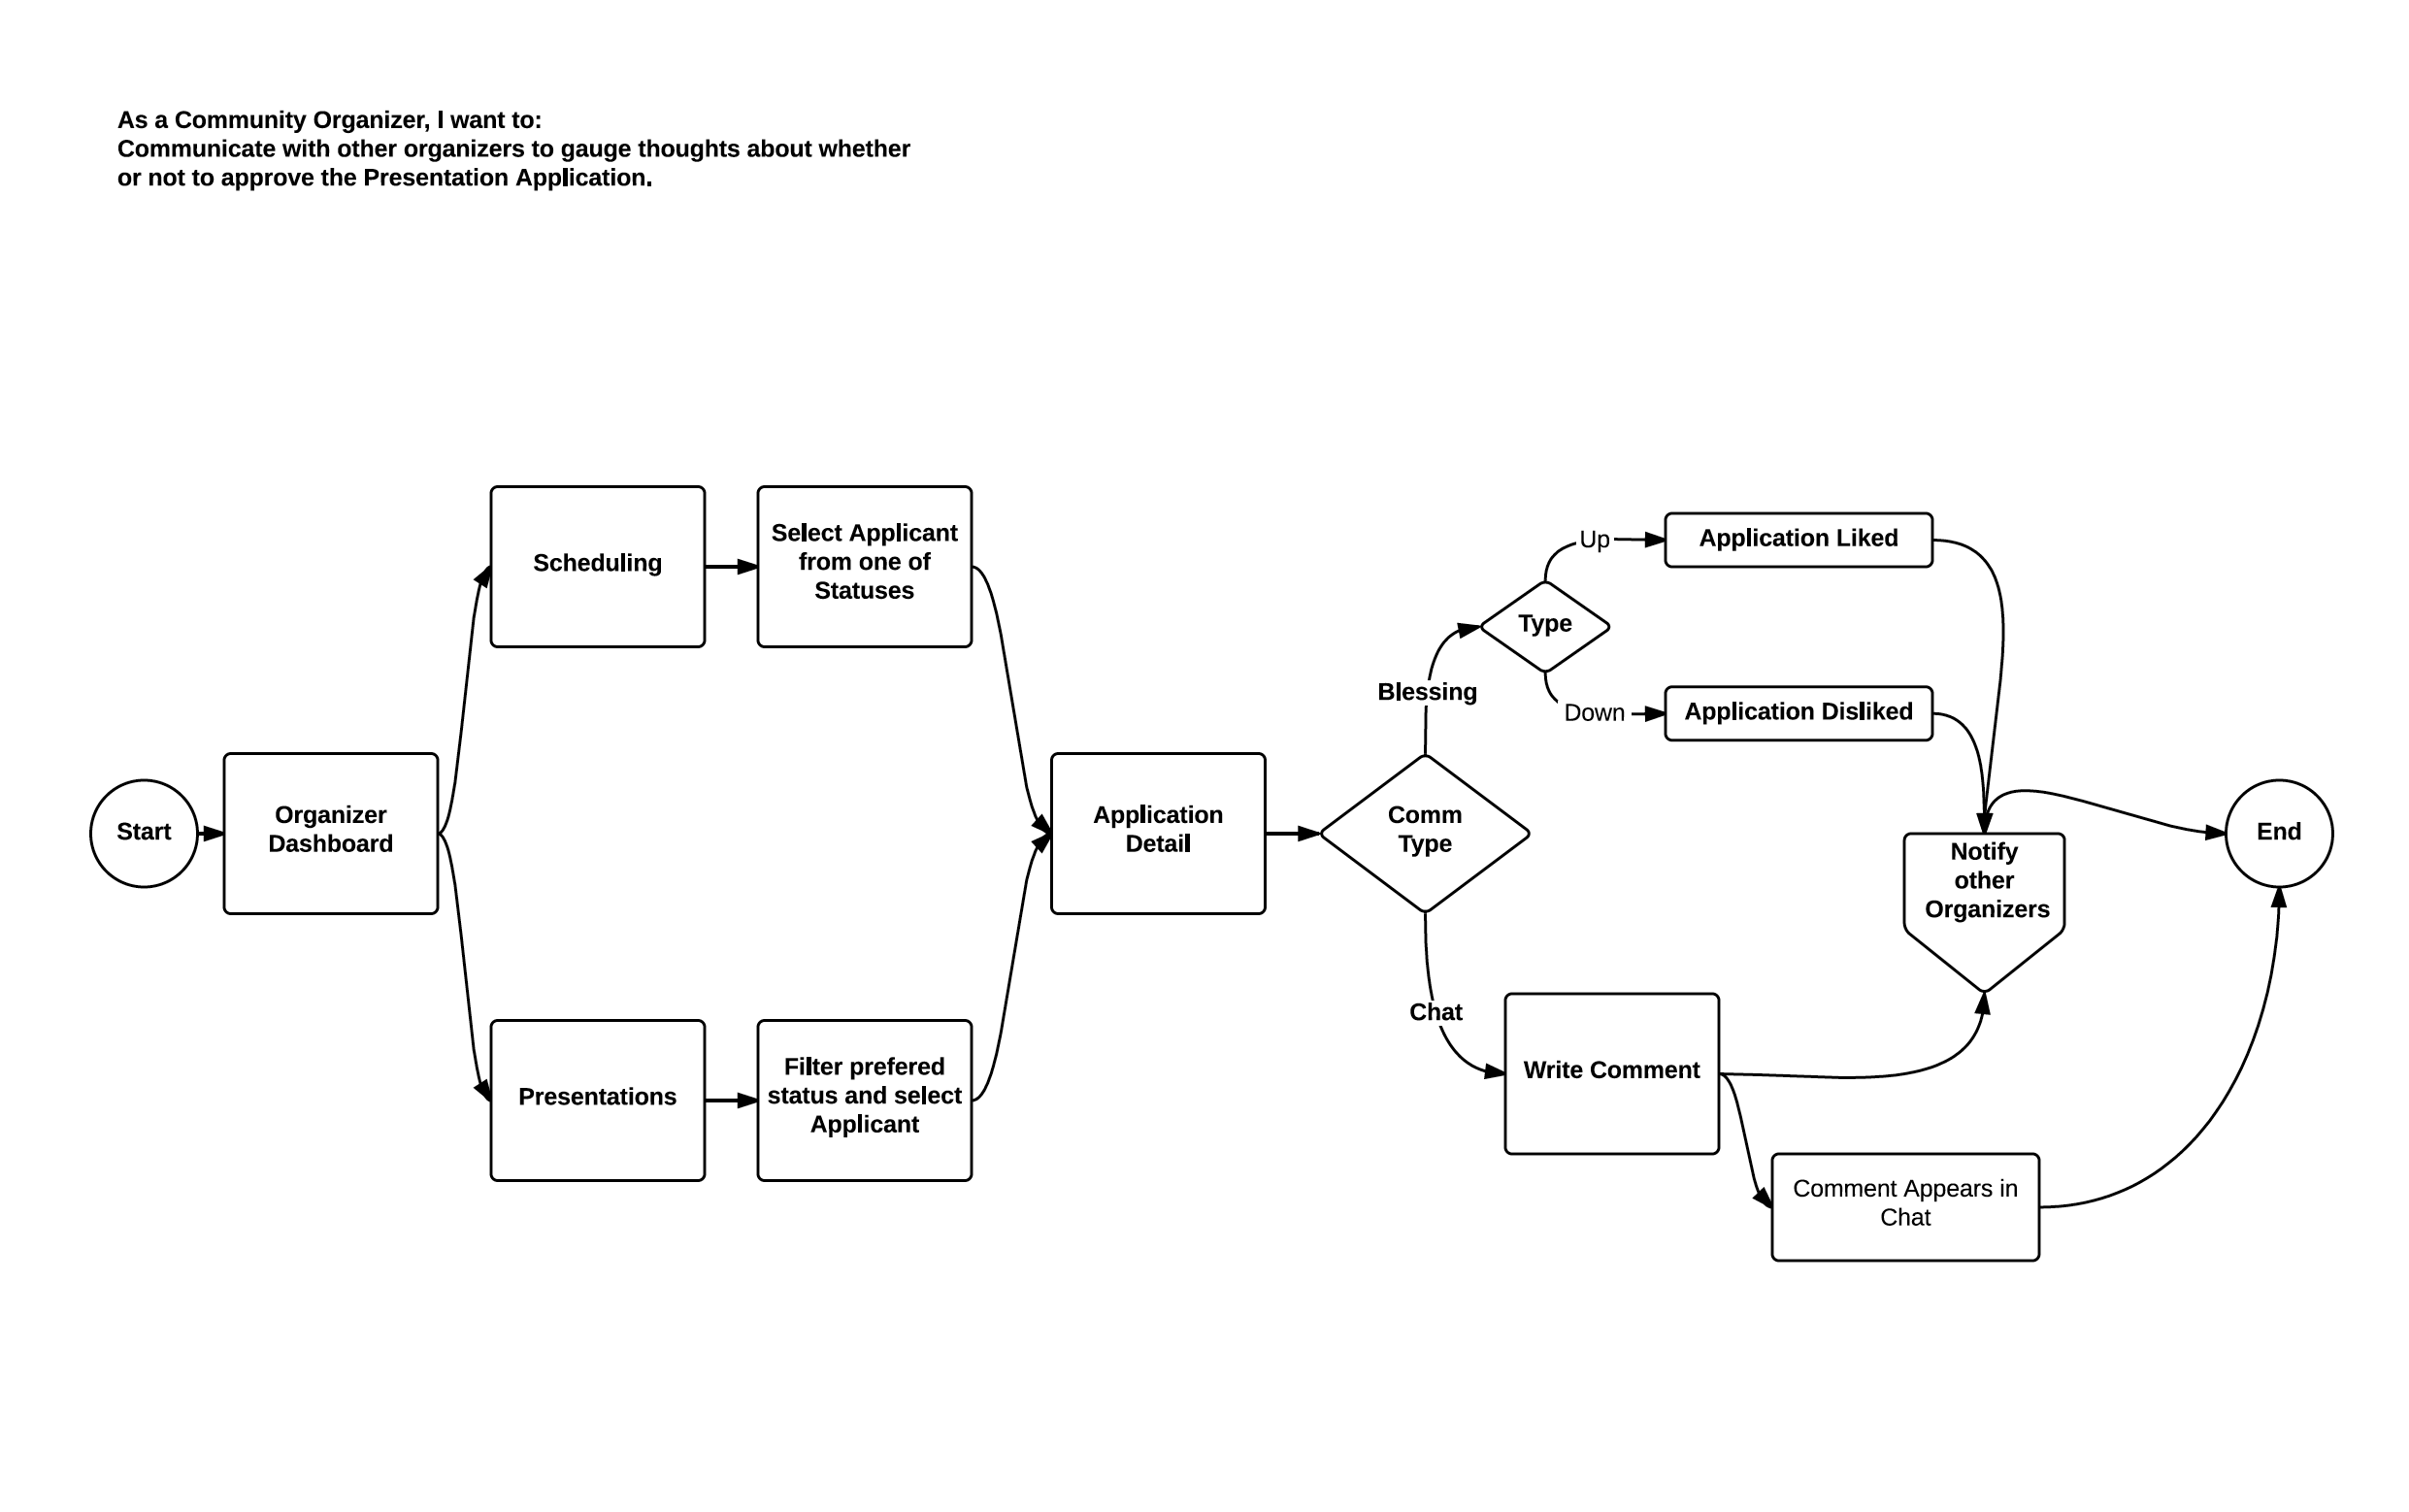 As a Community Organizer, I want to:
Communicate with other organizers to gauge thoughts about whether
or not to approve the Presentation Application.
Start
Organizer
Dashboard
Scheduling
Select Applicant
from one of
Statuses
Presentations
Filter prefered
status and select
Applicant
Application
Detail
Comm
Type
Blessing
Type
Up
Application Liked
Down
Application Disliked
Chat
Write Comment
Comment Appears in
Chat
Notify
other
Organizers
End